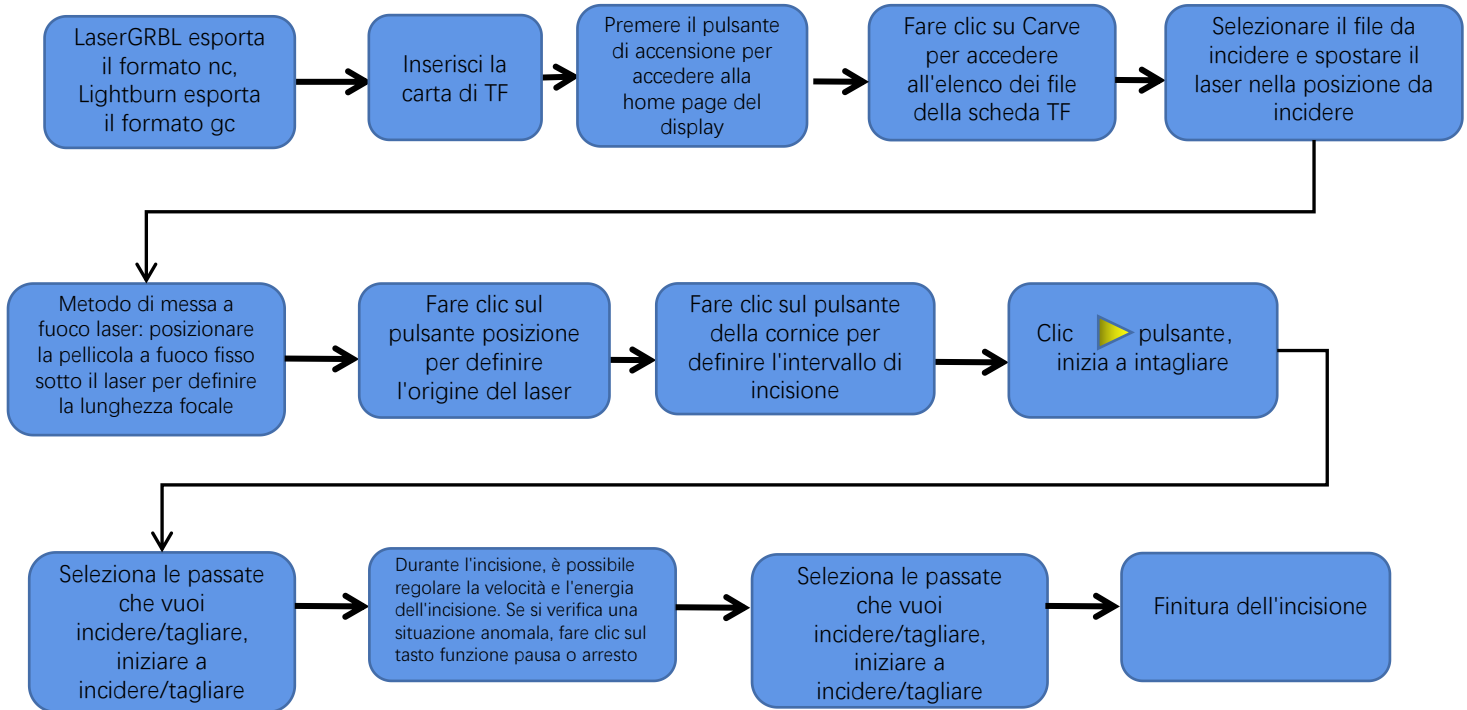 LaserGRBL esporta
il formato nc,
Lightburn esporta
il formato gc
Inserisci la
carta di TF
Premere il pulsante
di accensione per
accedere alla
home page del
display
Fare clic su Carve
per accedere
all'elenco dei file
della scheda TF
Selezionare il file da
incidere e spostare il
laser nella posizione da
incidere
Metodo di messa a
fuoco laser: posizionare
la pellicola a fuoco fisso
sotto il laser per definire
la lunghezza focale
Fare clic sul
pulsante posizione
per definire
l'origine del laser
Fare clic sul pulsante
della cornice per
definire l'intervallo di
incisione
Clic pulsante,
inizia a intagliare
Seleziona le passate
che vuoi
incidere/tagliare,
iniziare a
incidere/tagliare
Durante l'incisione, è possibile
regolare la velocità e l'energia
dell'incisione. Se si verifica una
situazione anomala, fare clic sul
tasto funzione pausa o arresto
Seleziona le passate
che vuoi
incidere/tagliare,
iniziare a
incidere/tagliare
Finitura dell'incisione